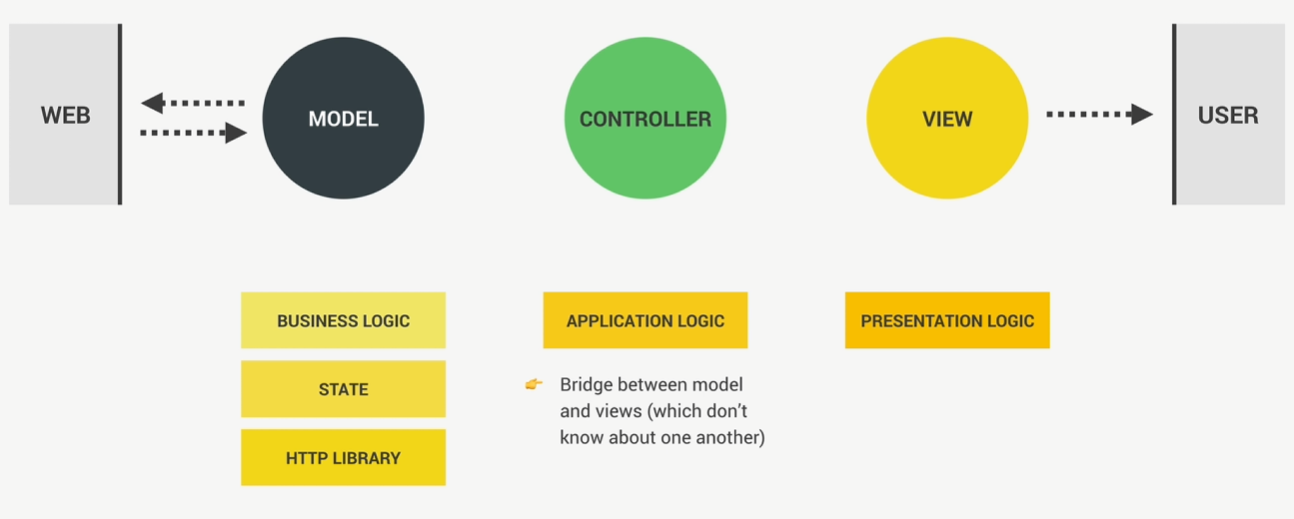 WEB
MODEL
CONTROLLER
VIEW
USER
BUSINESS LOGIC
APPLICATION LOGIC
PRESENTATION LOGIC
STATE
Bridge between model
and views (which don’t
know about one another)
HTTP LIBRARY